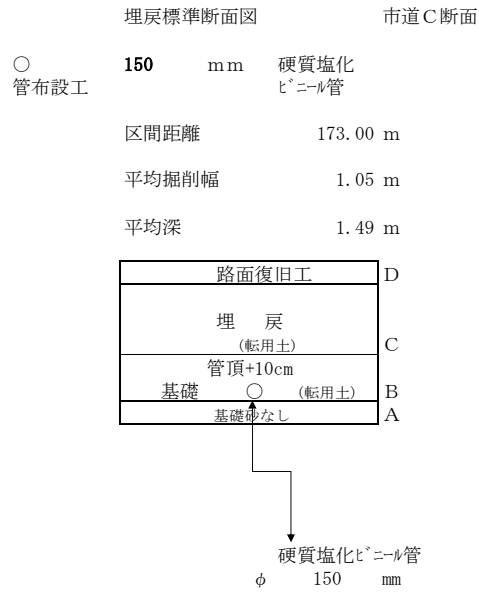 埋戻標準断面図 市道C断面
○ 150 mm 硬質塩化
管布設工 ﾋﾞﾆｰﾙ管
区間距離 173.00 m
平均掘削幅 1.05 m
平均深 1.49 m
路面復旧工 D
埋 戻
(転用土) C
管頂+10cm
基礎 ○ (転用土) B
基礎砂なし A
硬質塩化ﾋﾞﾆｰﾙ管
φ 150 mm